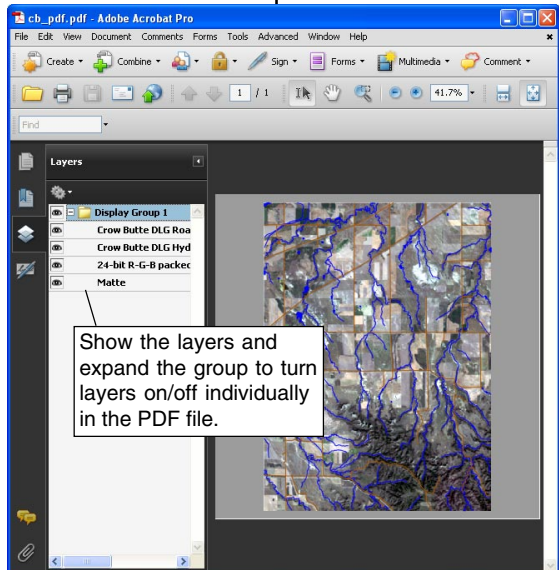 cb_pdf.pdf - Adobe Acrobat Pro
File Edit View Document Comments Forms Tools Advanced Window Help
Create Combine Sign Forms Multimedia Comment
1 / 1 41.7%
Find
Layers
Display Group 1
Crow Butte DLG Roa
Crow Butte DLG Hyd
24-bit R-G-B packed
Matte
Show the layers and
expand the group to turn
layers on/off individually
in the PDF file.